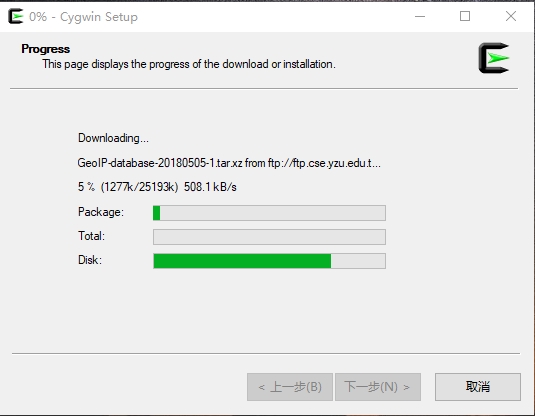 0% - Cygwin Setup
Progress
This page displays the progress of the download or installation.
Downloading...
GeoIP-database-20180505-1.tar.xz from ftp://ftp.cse.yzu.edu.t...
5 % (1277k/25193k) 508.1 kB/s
Package:
Total:
Disk:
< 上一步(B) 下一步(N) > 取消